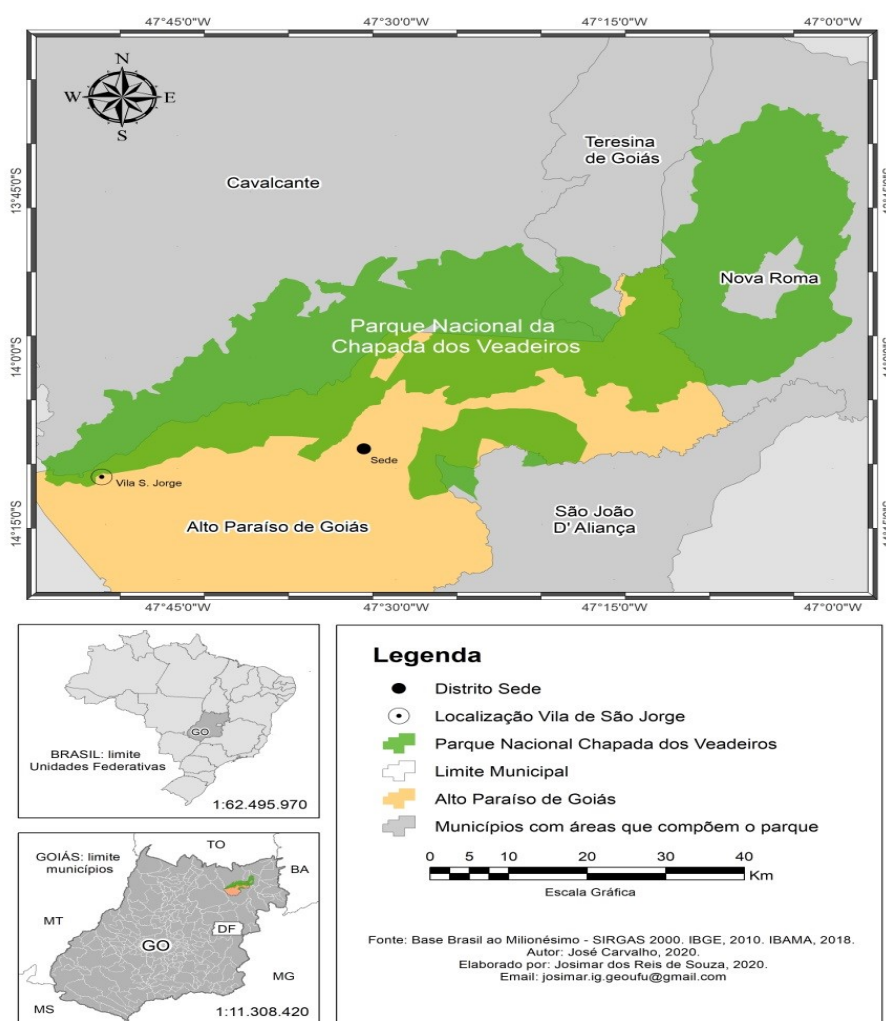 47°45'0"W 47°30'0"W 47°15'0"W 47°0'0"W
N
W E
S
13°45'0"S
14°0'0"S
14°15'0"S
Cavalcante
Teresina
de Goiás
Nova Roma
Parque Nacional da
Chapada dos Veadeiros
Sede
Vila S. Jorge
Alto Paraíso de Goiás
São João
D' Aliança
47°45'0"W 47°30'0"W 47°15'0"W 47°0'0"W
GO
BRASIL: limite
Unidades Federativas
1:62.495.970
GOIÁS: limite
municípios
TO
BA
MT
DF
GO
MG
MS
1:11.308.420
Legenda
Distrito Sede
Localização Vila de São Jorge
Parque Nacional Chapada dos Veadeiros
Limite Municipal
Alto Paraíso de Goiás
Municípios com áreas que compõem o parque
0 5 10 20 30 40
Km
Escala Gráfica
Fonte: Base Brasil ao Milionésimo - SIRGAS 2000. IBGE, 2010. IBAMA, 2018.
Autor: José Carvalho, 2020.
Elaborado por: Josimar dos Reis de Souza, 2020.
Email: josimar.ig.geoufu@gmail.com